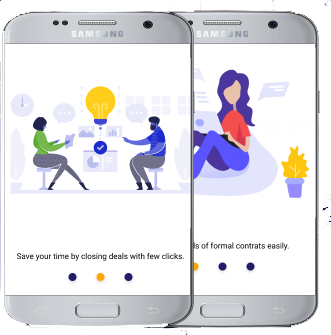 SAMSUNG
SAMSUNG
Save your time by closing deals with few clicks.
ls of formal contrats easily.